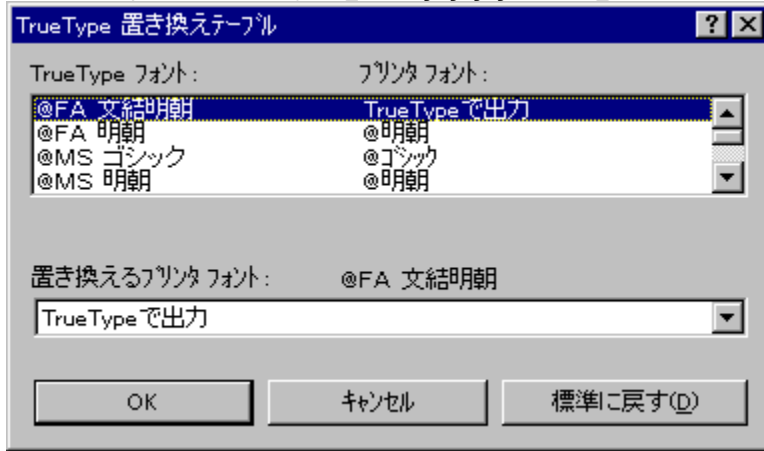 TrueType 置き換えテーブル
TrueType フォント: プリンタ フォント:
@FA 文結明朝 TrueTypeで出力
@FA 明朝 @明朝
@MS ゴシック @ゴシック
@MS 明朝 @明朝
置き換えるプリンタ フォント: @FA 文結明朝
TrueTypeで出力
OK キャンセル 標準に戻す(D)